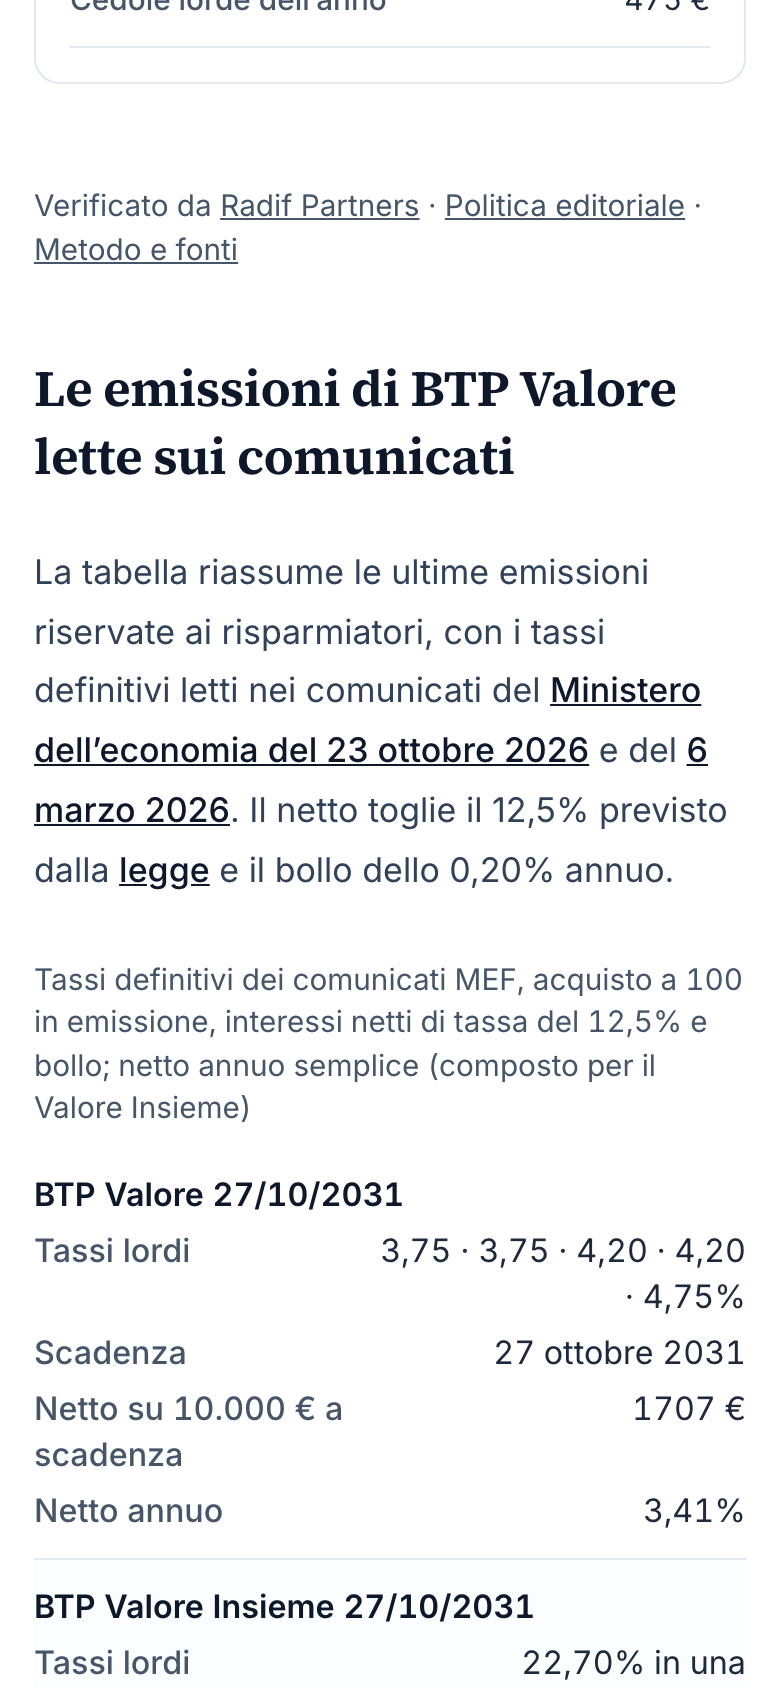 Cedole lorde dell'anno 475 €
Verificato da Radif Partners · Politica editoriale ·
Metodo e fonti
Le emissioni di BTP Valore
lette sui comunicati
La tabella riassume le ultime emissioni
riservate ai risparmiatori, con i tassi
definitivi letti nei comunicati del Ministero
dell’economia del 23 ottobre 2026 e del 6
marzo 2026. Il netto toglie il 12,5% previsto
dalla legge e il bollo dello 0,20% annuo.
Tassi definitivi dei comunicati MEF, acquisto a 100
in emissione, interessi netti di tassa del 12,5% e
bollo; netto annuo semplice (composto per il
Valore Insieme)
BTP Valore 27/10/2031
Tassi lordi 3,75 · 3,75 · 4,20 · 4,20
· 4,75%
Scadenza 27 ottobre 2031
Netto su 10.000 € a 1707 €
scadenza
Netto annuo 3,41%
BTP Valore Insieme 27/10/2031
Tassi lordi 22,70% in una